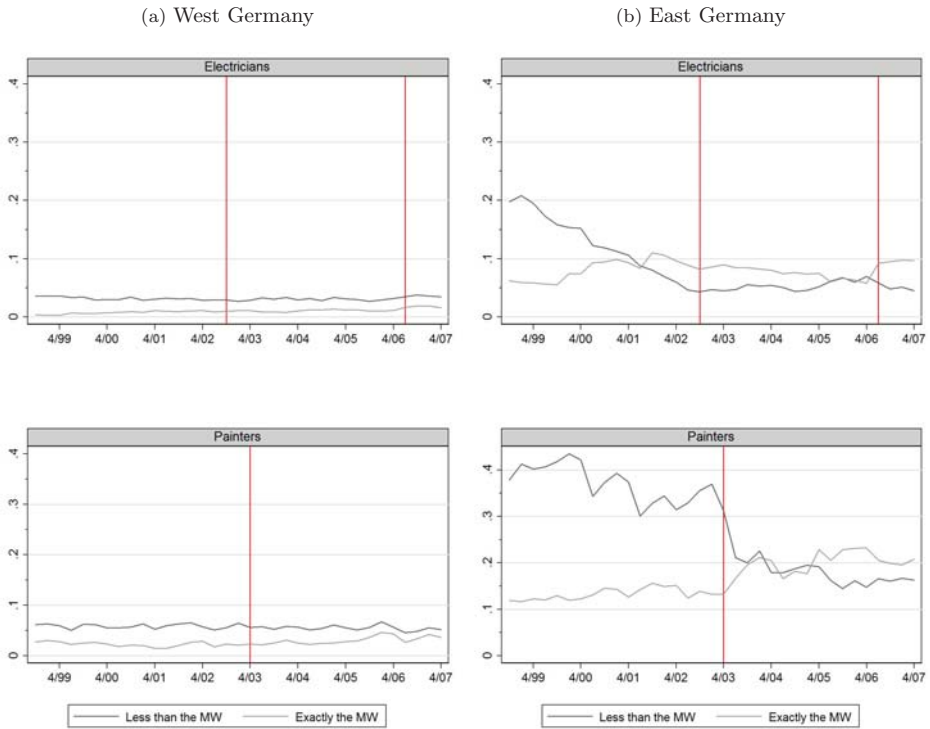 (a) West Germany
(b) East Germany
Electricians
.4
.3
.2
.1
0
4/99 4/00 4/01 4/02 4/03 4/04 4/05 4/06 4/07
Electricians
.4
.3
.2
.1
0
4/99 4/00 4/01 4/02 4/03 4/04 4/05 4/06 4/07
Painters
.4
.3
.2
.1
0
4/99 4/00 4/01 4/02 4/03 4/04 4/05 4/06 4/07
Painters
.4
.3
.2
.1
0
4/99 4/00 4/01 4/02 4/03 4/04 4/05 4/06 4/07
Less than the MW Exactly the MW
Less than the MW Exactly the MW